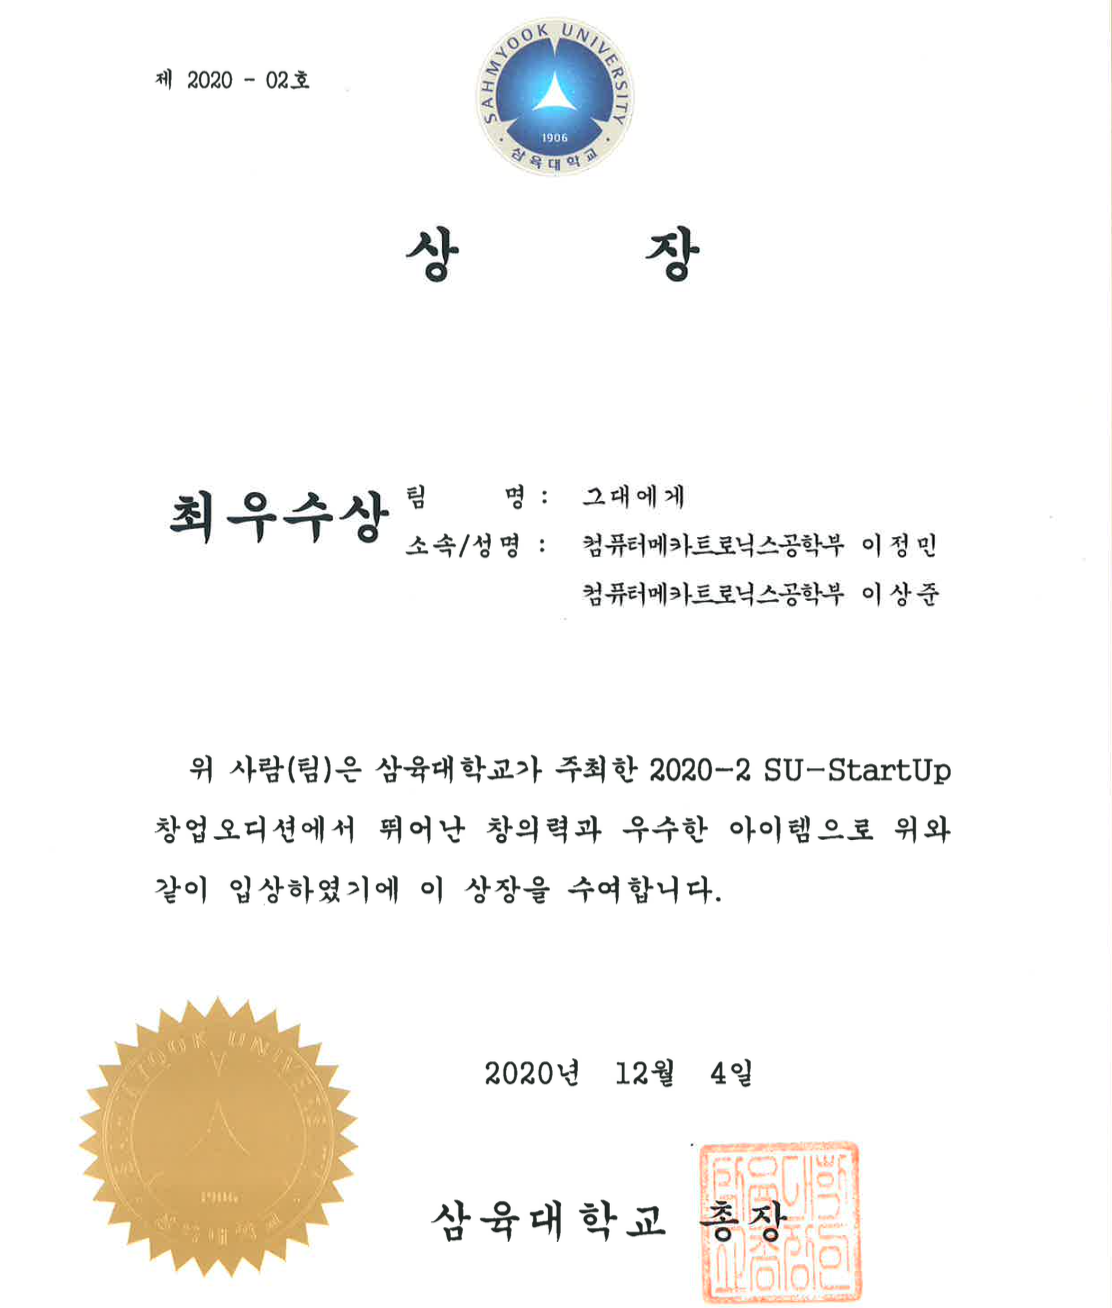 제 2020 - 02호
SAHMYOOK UNIVERSITY
1906
삼육대학교
상 장
최우수상
팀 명 : 그대에게
소속/성명 : 컴퓨터메카트로닉스공학부 이정민
컴퓨터메카트로닉스공학부 이상준
위 사람(팀)은 삼육대학교가 주최한 2020-2 SU-StartUp
창업오디션에서 뛰어난 창의력과 우수한 아이템으로 위와
같이 입상하였기에 이 상장을 수여합니다.
2020년 12월 4일
1906
삼육대학교
삼육대학교 총장